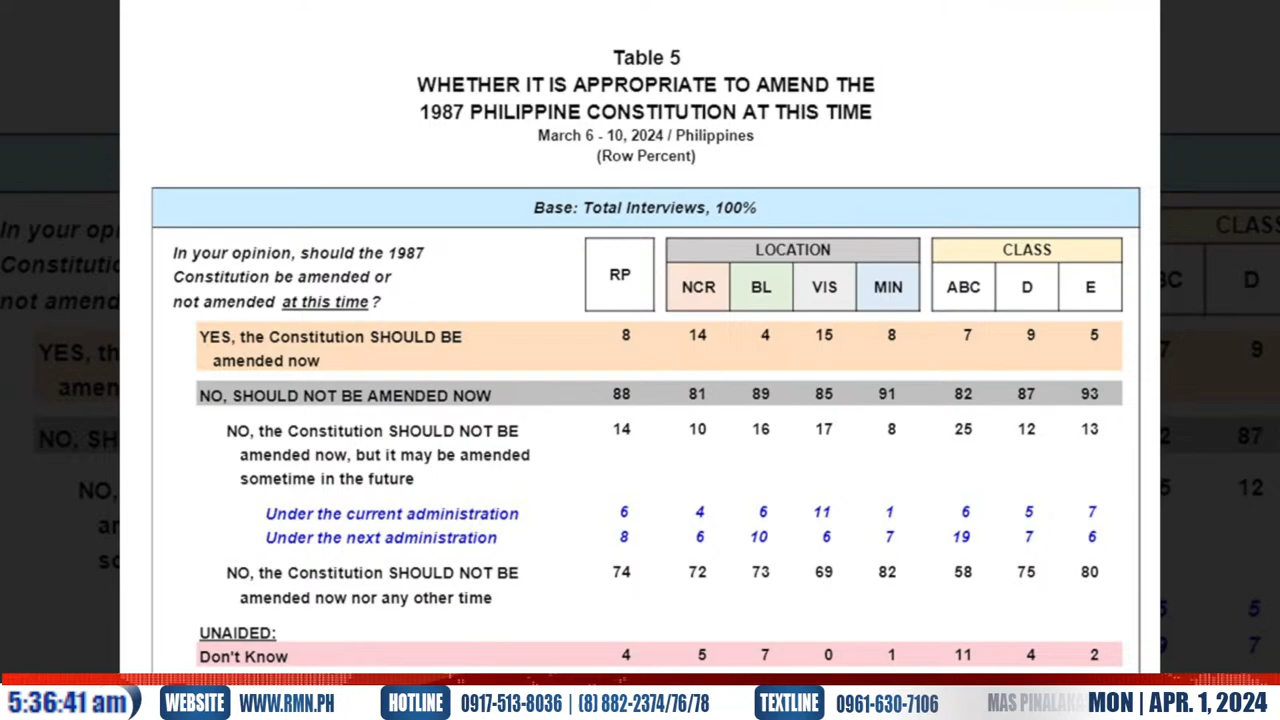 Table 5
WHETHER IT IS APPROPRIATE TO AMEND THE
1987 PHILIPPINE CONSTITUTION AT THIS TIME
March 6 - 10, 2024 / Philippines
(Row Percent)
Base: Total Interviews, 100%
In your opinion, should the 1987
Constitution be amended or
not amended at this time ?
RP
LOCATION
CLASS
NCR BL VIS MIN ABC D E
YES, the Constitution SHOULD BE 8 14 4 15 8 7 9 5
amended now
NO, SHOULD NOT BE AMENDED NOW 88 81 89 85 91 82 87 93
NO, the Constitution SHOULD NOT BE 14 10 16 17 8 25 12 13
amended now, but it may be amended
sometime in the future
Under the current administration 6 4 6 11 1 6 5 7
Under the next administration 8 6 10 6 7 19 7 6
NO, the Constitution SHOULD NOT BE 74 72 73 69 82 58 75 80
amended now nor any other time
UNAIDED:
Don't Know 4 5 7 0 1 11 4 2
5:36:41 am WEBSITE WWW.RMN.PH HOTLINE 0917-513-8036 | (8) 882-2374/76/78 TEXTLINE 0961-630-7106 MAS MON | APR. 1, 2024